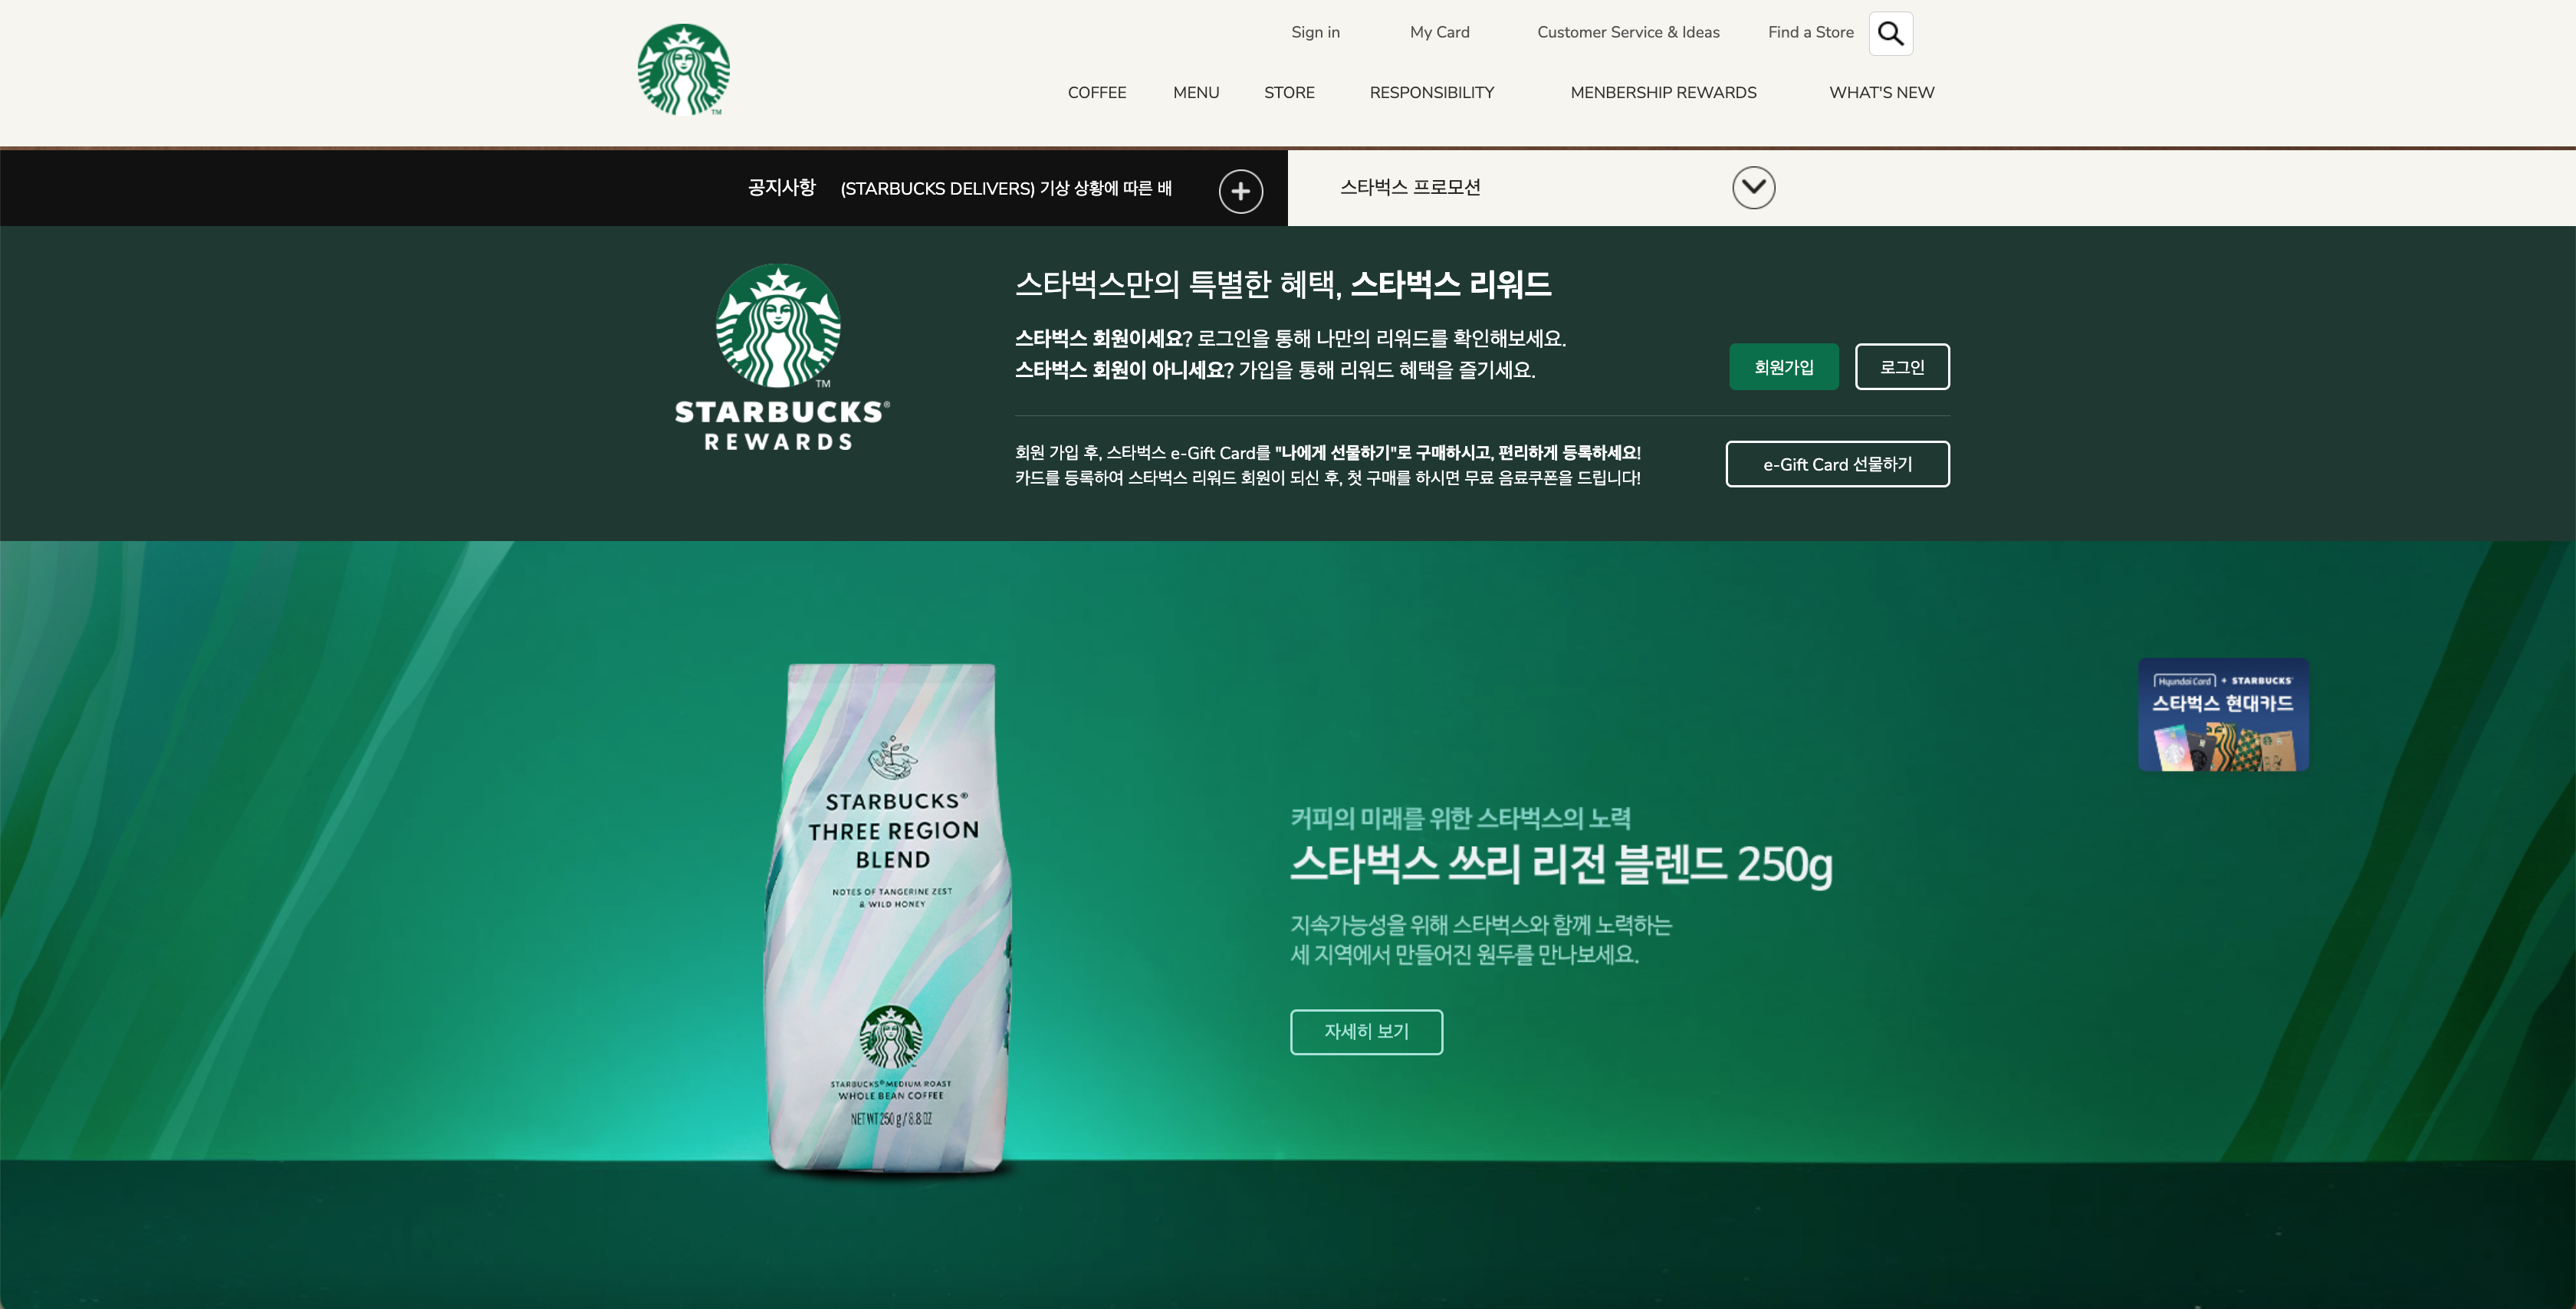 Sign in
My Card
Customer Service & Ideas
Find a Store
COFFEE
MENU
STORE
RESPONSIBILITY
MENBERSHIP REWARDS
WHAT'S NEW
TM
공지사항
(STARBUCKS DELIVERS) 기상 상황에 따른 배
스타벅스 프로모션
TM
STARBUCKS®
REWARDS
스타벅스만의 특별한 혜택, 스타벅스 리워드
스타벅스 회원이세요? 로그인을 통해 나만의 리워드를 확인해보세요.
스타벅스 회원이 아니세요? 가입을 통해 리워드 혜택을 즐기세요.
회원가입
로그인
회원 가입 후, 스타벅스 e-Gift Card를 "나에게 선물하기"로 구매하시고, 편리하게 등록하세요!
카드를 등록하여 스타벅스 리워드 회원이 되신 후, 첫 구매를 하시면 무료 음료쿠폰을 드립니다!
e-Gift Card 선물하기
HyundaiCard + STARBUCKS
스타벅스 현대카드
STARBUCKS®
THREE REGION
BLEND
NOTES OF TANGERINE ZEST
& WILD HONEY
STARBUCKS® MEDIUM ROAST
WHOLE BEAN COFFEE
NET WT 250 g / 8.8 OZ
커피의 미래를 위한 스타벅스의 노력
스타벅스 쓰리 리전 블렌드 250g
지속가능성을 위해 스타벅스와 함께 노력하는
세 지역에서 만들어진 원두를 만나보세요.
자세히 보기